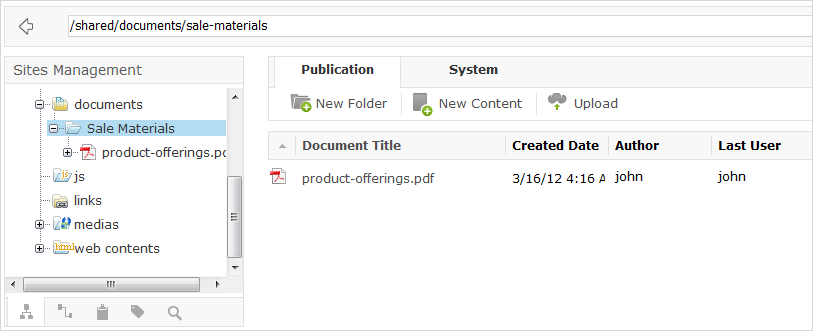 /shared/documents/sale-materials
Sites Management
documents
Sale Materials
product-offerings.po
js
links
medias
web contents
Publication System
New Folder New Content Upload
Document Title Created Date Author Last User
product-offerings.pdf 3/16/12 4:16 A john john